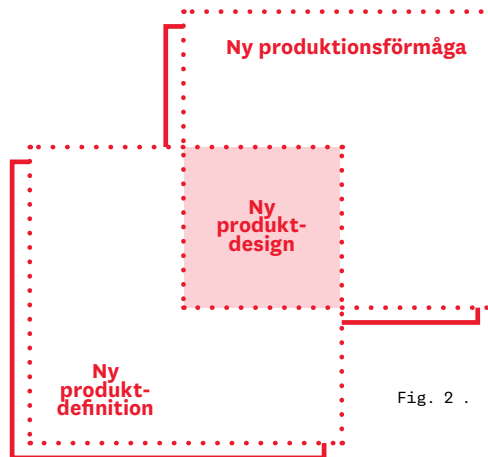 Ny produktionsförmåga
Ny
produkt-
design
Ny
produkt-
definition
Fig. 2 .